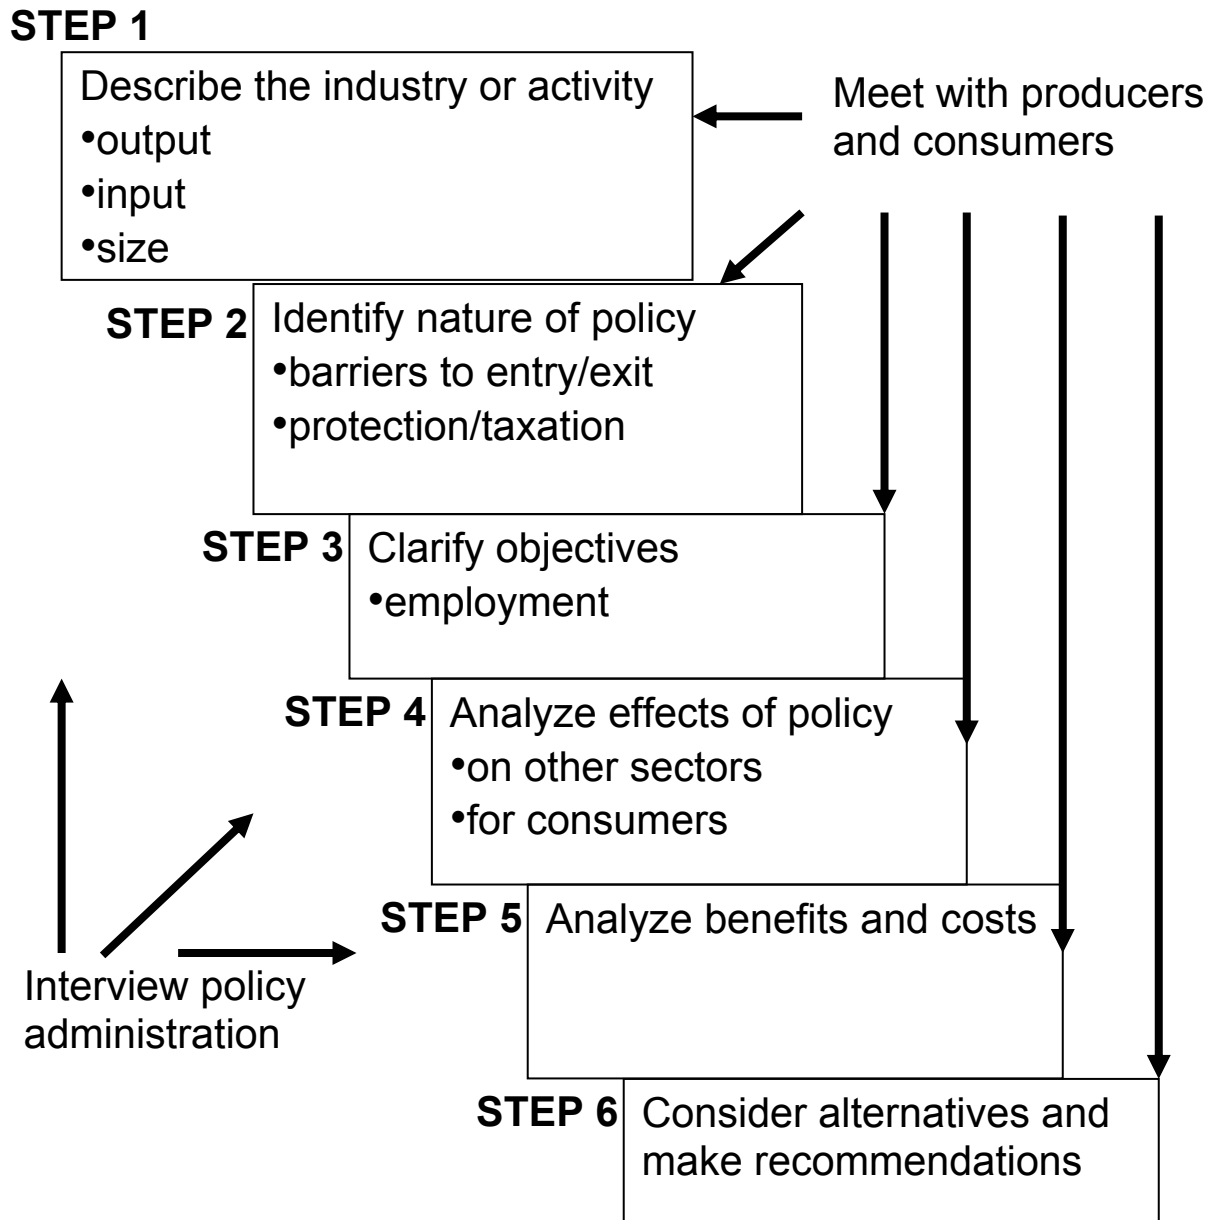 STEP 1
Describe the industry or activity
•output
•input
•size
Meet with producers
and consumers
STEP 2
Identify nature of policy
•barriers to entry/exit
•protection/taxation
STEP 3
Clarify objectives
•employment
STEP 4
Analyze effects of policy
•on other sectors
•for consumers
STEP 5
Analyze benefits and costs
Interview policy
administration
STEP 6
Consider alternatives and
make recommendations